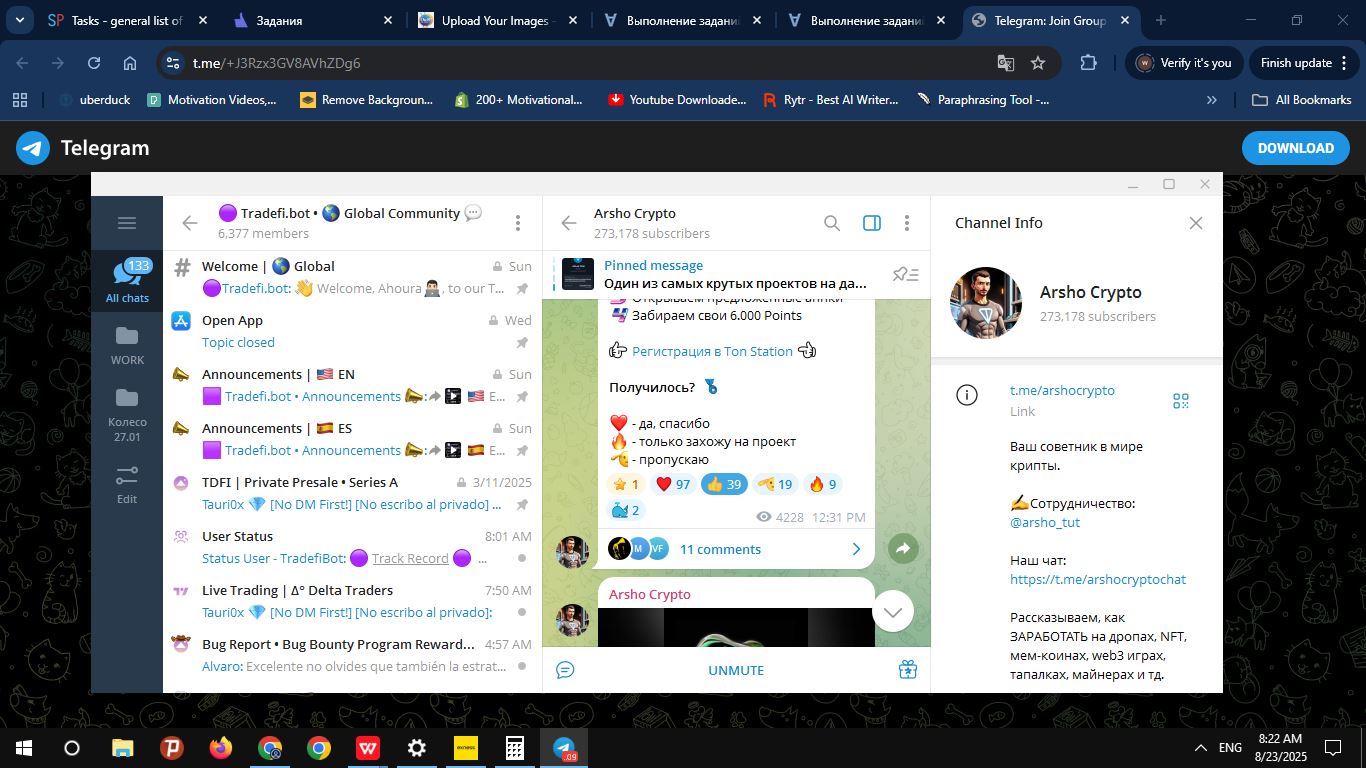 Tasks - general list of
Задания
Upload Your Images -
Выполнение задани
Выполнение задани
Telegram: Join Group
t.me/+J3Rzx3GV8AVhZDg6
Verify it's you
Finish update
uberduck
Motivation Videos,...
Remove Backgroun...
200+ Motivational...
Youtube Downloade...
Rytr - Best AI Writer...
Paraphrasing Tool -...
All Bookmarks
Telegram
DOWNLOAD
133
All chats
WORK
Колесо
27.01
Edit
🟣 Tradefi.bot • 🌎 Global Community 💬
6,377 members
Welcome | 🌎 Global
Sun
🟣Tradefi.bot: 👋 Welcome, Ahoura 👨🏻‍💻, to our T...
Open App
Wed
Topic closed
Announcements | 🇺🇸 EN
Sun
🟪 Tradefi.bot • Announcements 📣: 🇺🇸 E...
Announcements | 🇪🇸 ES
Sun
🟪 Tradefi.bot • Announcements 📣: 🇪🇸 E...
TDFI | Private Presale • Series A
3/11/2025
Tauri0x 💎 [No DM First!] [No escribo al privado] ...
User Status
8:01 AM
Status User - TradefiBot: 🟣 Track Record 🟣 ...
Live Trading | Δ° Delta Traders
7:50 AM
Tauri0x 💎 [No DM First!] [No escribo al privado]:
Bug Report • Bug Bounty Program Reward...
4:57 AM
Alvaro: Excelente no olvides que también la estrat...
Arsho Crypto
273,178 subscribers
Pinned message
Один из самых крутых проектов на да...
Открываем предложенные апики
Забираем свои 6.000 Points
Регистрация в Ton Station
Получилось?
❤️ - да, спасибо
🔥 - только захожу на проект
🫡 - пропускаю
⭐ 1
❤️ 97
👍 39
🫡 19
🔥 9
🐳 2
4228 12:31 PM
M
VF
11 comments
Arsho Crypto
UNMUTE
Channel Info
Arsho Crypto
273,178 subscribers
t.me/arshocrypto
Link
Ваш советник в мире
крипты.
✍️Сотрудничество:
@arsho_tut
Наш чат:
https://t.me/arshocryptochat
Рассказываем, как
ЗАРАБОТАТЬ на дропах, NFT,
мем-коинах, web3 играх,
тапалках, майнерах и тд.
exness
..09
ENG
8:22 AM
8/23/2025